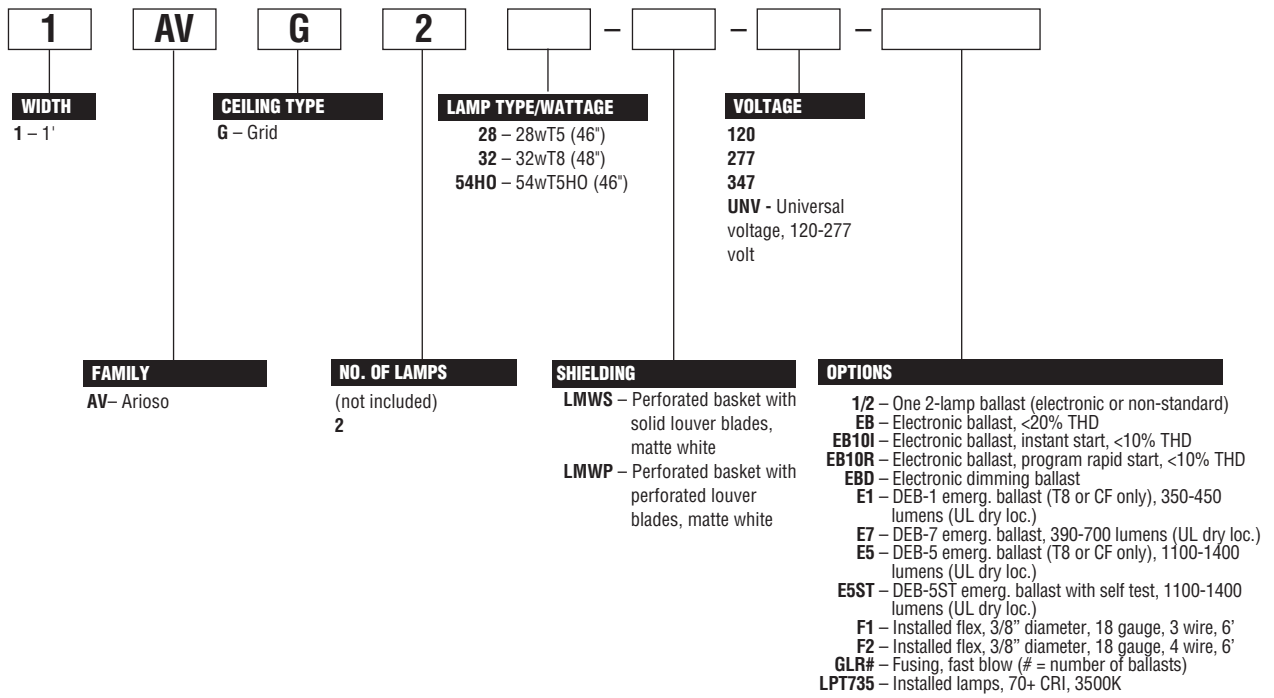 1 AV G 2 – – –
WIDTH
1 – 1'
CEILING TYPE
G – Grid
LAMP TYPE/WATTAGE
28 – 28wT5 (46")
32 – 32wT8 (48")
54HO – 54wT5HO (46")
VOLTAGE
120
277
347
UNV - Universal
voltage, 120-277
volt
FAMILY
AV– Arioso
NO. OF LAMPS
(not included)
2
SHIELDING
LMWS – Perforated basket with
solid louver blades,
matte white
LMWP – Perforated basket with
perforated louver
blades, matte white
OPTIONS
1/2 – One 2-lamp ballast (electronic or non-standard)
EB – Electronic ballast, <20% THD
EB10I – Electronic ballast, instant start, <10% THD
EB10R – Electronic ballast, program rapid start, <10% THD
EBD – Electronic dimming ballast
E1 – DEB-1 emerg. ballast (T8 or CF only), 350-450
lumens (UL dry loc.)
E7 – DEB-7 emerg. ballast, 390-700 lumens (UL dry loc.)
E5 – DEB-5 emerg. ballast (T8 or CF only), 1100-1400
lumens (UL dry loc.)
E5ST – DEB-5ST emerg. ballast with self test, 1100-1400
lumens (UL dry loc.)
F1 – Installed flex, 3/8” diameter, 18 gauge, 3 wire, 6’
F2 – Installed flex, 3/8” diameter, 18 gauge, 4 wire, 6’
GLR# – Fusing, fast blow (# = number of ballasts)
LPT735 – Installed lamps, 70+ CRI, 3500K